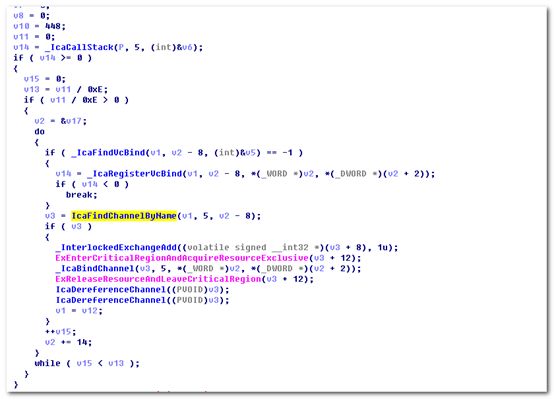 v8 = 0;
v10 = 448;
v11 = 0;
v14 = _IcaCallStack(P, 5, (int)&v6);
if ( v14 >= 0 )
{
v15 = 0;
v13 = v11 / 0xE;
if ( v11 / 0xE > 0 )
{
v2 = &v17;
do
{
if ( _IcaFindVcBind(v1, v2 - 8, (int)&v5) == -1 )
{
v14 = _IcaRegisterVcBind(v1, v2 - 8, *(_WORD *)v2, *(_DWORD *)(v2 + 2));
if ( v14 < 0 )
break;
}
v3 = IcaFindChannelByName(v1, 5, v2 - 8);
if ( v3 )
{
_InterlockedExchangeAdd((volatile signed __int32 *)(v3 + 8), 1u);
ExEnterCriticalRegionAndAcquireResourceExclusive(v3 + 12);
_IcaBindChannel(v3, 5, *(_WORD *)v2, *(_DWORD *)(v2 + 2));
ExReleaseResourceAndLeaveCriticalRegion(v3 + 12);
IcaDereferenceChannel((PVOID)v3);
IcaDereferenceChannel((PVOID)v3);
v1 = v12;
}
++v15;
v2 += 14;
}
while ( v15 < v13 );
}
}